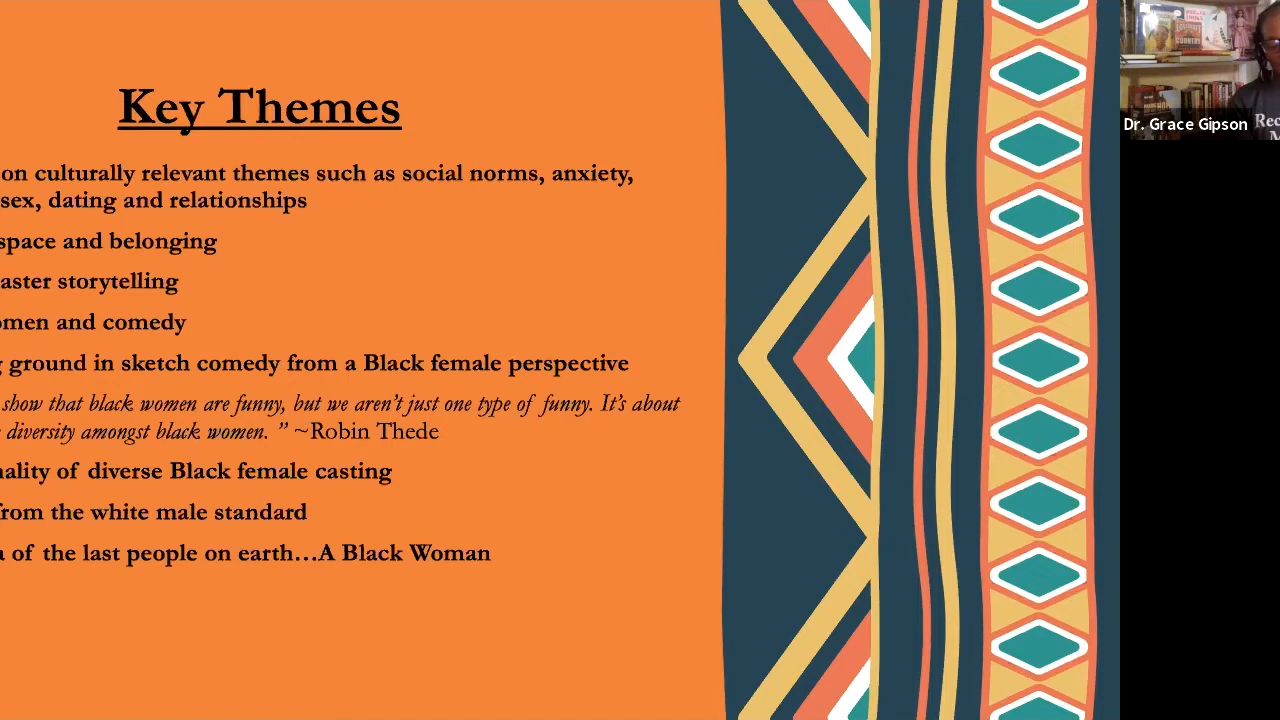 Key Themes
on culturally relevant themes such as social norms, anxiety,
sex, dating and relationships
space and belonging
aster storytelling
omen and comedy
g ground in sketch comedy from a Black female perspective
show that black women are funny, but we aren't just one type of funny. It's about
diversity amongst black women. " ~Robin Thede
nality of diverse Black female casting
from the white male standard
a of the last people on earth…A Black Woman
COUNTRY
Dr. Grace Gipson
Rec
M